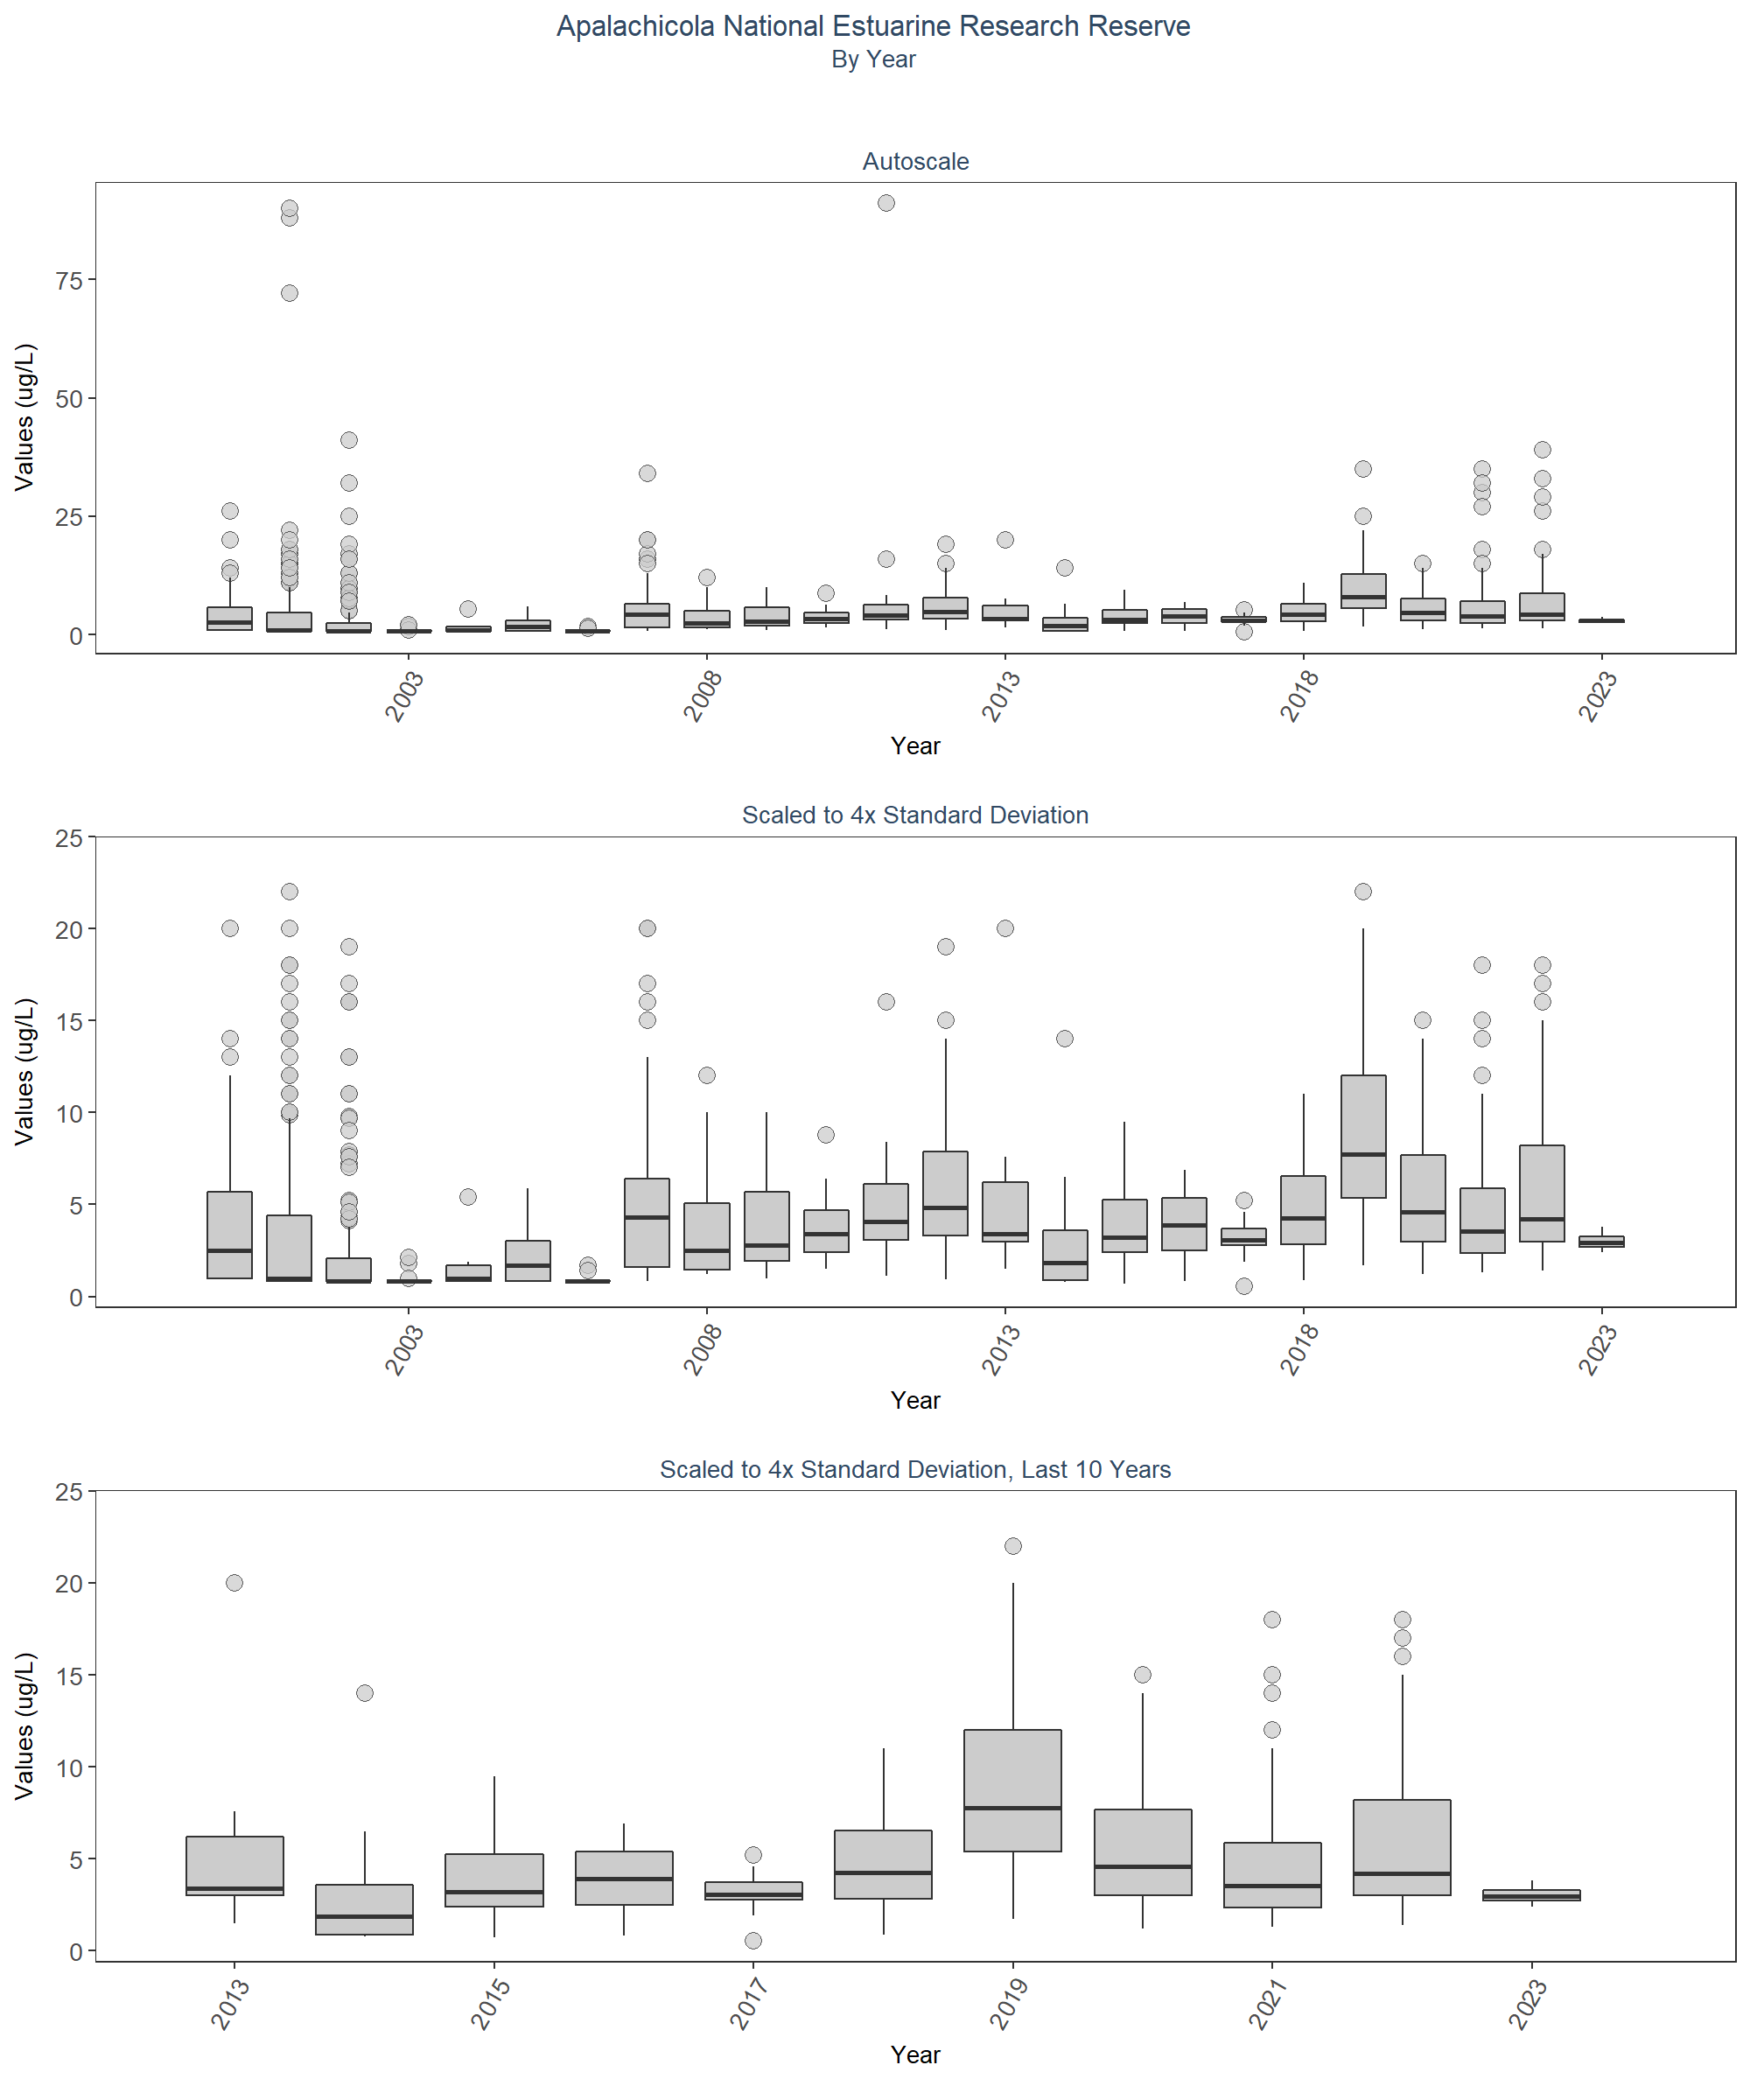 Apalachicola National Estuarine Research Reserve
By Year
Autoscale
Values (ug/L)
75
50
25
0
2003 2008 2013 2018 2023
Year
Scaled to 4x Standard Deviation
Values (ug/L)
25
20
15
10
5
0
2003 2008 2013 2018 2023
Year
Scaled to 4x Standard Deviation, Last 10 Years
Values (ug/L)
25
20
15
10
5
0
2013 2015 2017 2019 2021 2023
Year